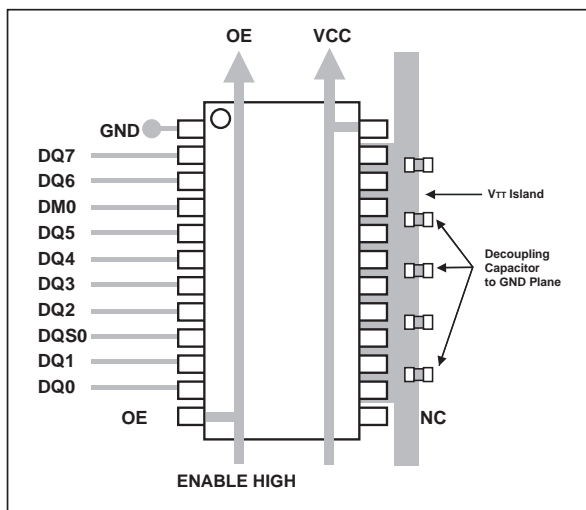 OE
VCC
GND
DQ7
DQ6
DM0
DQ5
DQ4
DQ3
DQ2
DQS0
DQ1
DQ0
OE
VTT Island
Decoupling
Capacitor
to GND Plane
NC
ENABLE HIGH